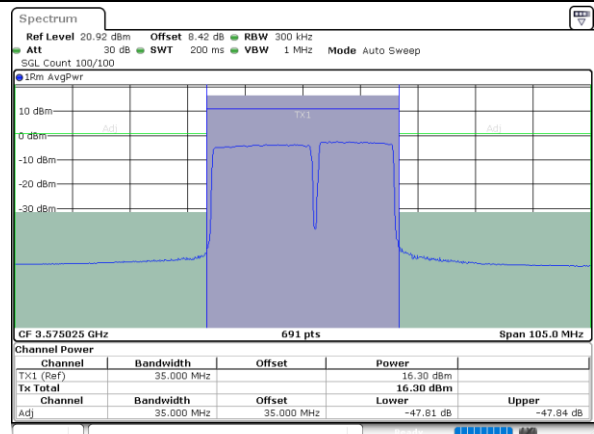 Spectrum
Ref Level 20.92 dBm Offset 8.42 dB RBW 300 kHz
Att 30 dB SWT 200 ms VBW 1 MHz Mode Auto Sweep
SGL Count 100/100
1Rm AvgPwr
10 dBm
TX1
Adj
Adj
0 dBm
-10 dBm
-20 dBm
-30 dBm
CF 3.575025 GHz 691 pts Span 105.0 MHz
Channel Power
Channel Bandwidth Offset Power
TX1 (Ref) 35.000 MHz 16.30 dBm
Tx Total 16.30 dBm
Channel Bandwidth Offset Lower Upper
Adj 35.000 MHz 35.000 MHz -47.81 dB -47.84 dB